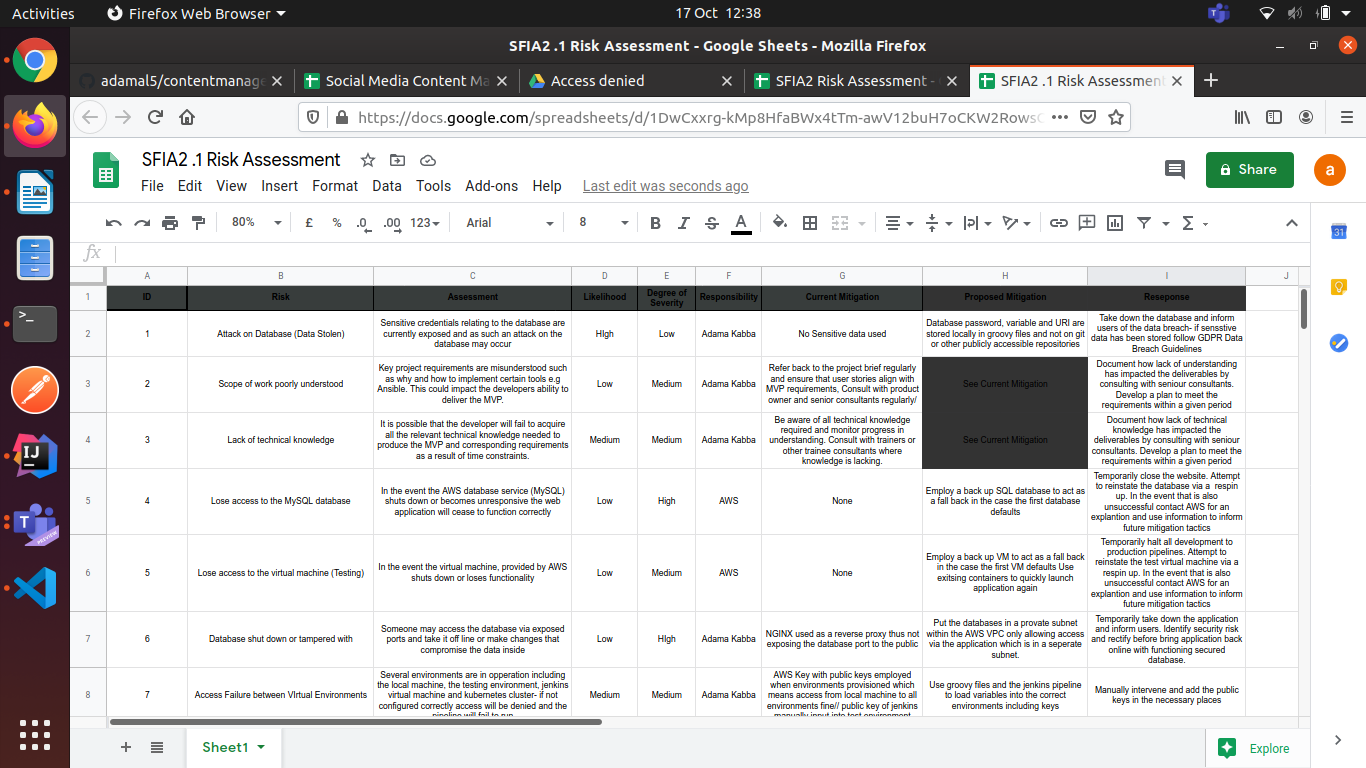 Activities
Firefox Web Browser
17 Oct 12:38
SFIA2 .1 Risk Assessment - Google Sheets - Mozilla Firefox
adamal5/contentmanage
Social Media Content Ma
Access denied
SFIA2 Risk Assessment -
SFIA2 .1 Risk Assessment
https://docs.google.com/spreadsheets/d/1DwCxxrg-kMp8HfaBWx4tTm-awV12buH7oCKW2RowsC
SFIA2 .1 Risk Assessment
Share
a
File Edit View Insert Format Data Tools Add-ons Help Last edit was seconds ago
80% £ % .0 .00 123 Arial 8 B I S A
fx
31
A B C D E F G H I J
1 ID Risk Assessment Likelihood Degree of Severity Responsibility Current Mitigation Proposed Mitigation Reseponse
2
1
Attack on Database (Data Stolen)
Sensitive credentials relating to the database are
currently exposed and as such an attack on the
database may occur
HIgh
Low
Adama Kabba
No Sensitive data used
Database password, variable and URI are
stored locally in groovy files and not on git
or other publicly accessible repositories
Take down the database and inform
users of the data breach- if sensstive
data has been stored follow GDPR Data
Breach Guidelines
3
2
Scope of work poorly understood
Key project requirements are misunderstood such
as why and how to implement certain tools e.g
Ansible. This could impact the developers ability to
deliver the MVP.
Low
Medium
Adama Kabba
Refer back to the project brief regularly
and ensure that user stories align with
MVP requirements, Consult with product
owner and senior consultants regularly/
See Current Mitigation
Document how lack of understanding
has impacted the deliverables by
consulting with seniour consultants.
Develop a plan to meet the
requirements within a given period
4
3
Lack of technical knowledge
It is possible that the developer will fail to acquire
all the relevant technical knowledge needed to
produce the MVP and corresponding requirements
as a result of time constraints.
Medium
Medium
Adama Kabba
Be aware of all technical knowledge
required and monitor progress in
understanding. Consult with trainers or
other trainee consultants where
knowledge is lacking.
See Current Mitigation
Document how lack of technical
knowledge has impacted the
deliverables by consulting with seniour
consultants. Develop a plan to meet the
requirements within a given period
5
4
Lose access to the MySQL database
In the event the AWS database service (MySQL)
shuts down or becomes unresponsive the web
application will cease to function correctly
Low
High
AWS
None
Employ a back up SQL database to act as
a fall back in the case the first database
defaults
Temporarily close the website. Attempt
to reinstate the database via a respin
up. In the event that is also
unsuccessful contact AWS for an
explantion and use information to inform
future mitigation tactics
6
5
Lose access to the virtual machine (Testing)
In the event the virtual machine, provided by AWS
shuts down or loses functionality
Low
Medium
AWS
None
Employ a back up VM to act as a fall back
in the case the first VM defaults Use
exitsing containers to quickly launch
application again
Temporarily halt all development to
production pipelines. Attempt to
reinstate the test virtual machine via a
respin up. In the event that is also
unsuccessful contact AWS for an
explantion and use information to inform
future mitigation tactics
7
6
Database shut down or tampered with
Someone may access the database via exposed
ports and take it off line or make changes that
compromise the data inside
Low
HIgh
Adama Kabba
NGINX used as a reverse proxy thus not
exposing the database port to the public
Put the databases in a provate subnet
within the AWS VPC only allowing access
via the application which is in a seperate
subnet.
Temporarily take down the application
and inform users. Identify security risk
and rectify before bring application back
online with functioning secured
database.
8
7
Access Failure between VIrtual Environments
Several environments are in opperation including
the local machine, the testing environment, jenkins
virtual machine and kubernetes cluster- if not
configured correctly access will be denied and the
pipeline will fail to run
Medium
Medium
Adama Kabba
AWS Key with public keys employed
when environments provisioned which
means access from local machine to all
environments fine// public key of jenkins
manually input into test environment
Use groovy files and the jenkins pipeline
to load variables into the correct
environments including keys
Manually intervene and add the public
keys in the necessary places
Sheet1
Explore